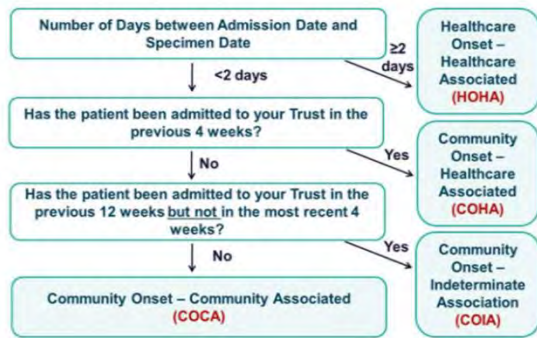 Number of Days between Admission Date and
Specimen Date
≥2
days
Healthcare
Onset –
Healthcare
Associated
(HOHA)
<2 days
Has the patient been admitted to your Trust in the
previous 4 weeks?
Yes
Community
Onset –
Healthcare
Associated
(COHA)
No
Has the patient been admitted to your Trust in the
previous 12 weeks but not in the most recent 4
weeks?
Yes
Community
Onset –
Indeterminate
Association
(COIA)
No
Community Onset – Community Associated
(COCA)